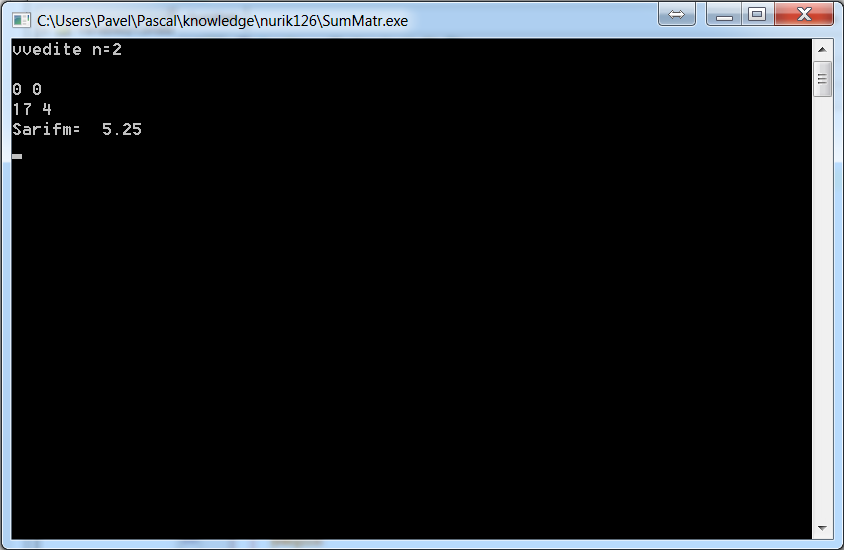 C:\Users\Pavel\Pascal\knowledge\nurik126\SumMatr.exe
vvedite n=2
0 0
17 4
Sarifm=  5.25